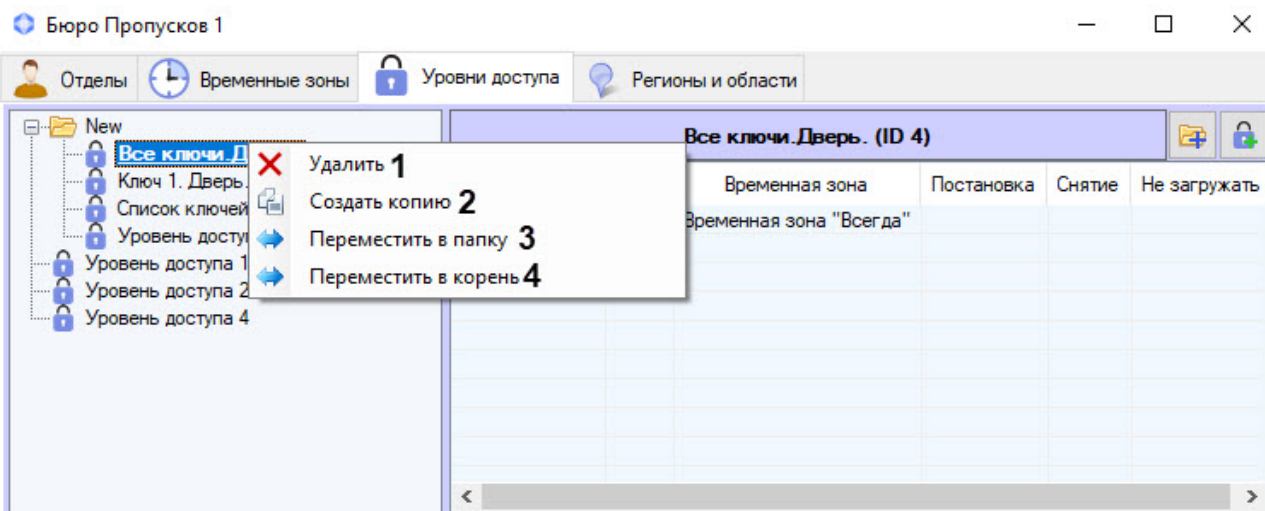 Бюро Пропусков 1
Отделы Временные зоны Уровни доступа Регионы и области
New
Все ключи.Дверь. (ID 4)
Все ключи.Д
Удалить 1
Ключ 1. Дверь.
Временная зона Постановка Снятие Не загружать
Создать копию 2
Список ключей
Временная зона "Всегда"
Уровень досту
Переместить в папку 3
Уровень доступа 1
Переместить в корень 4
Уровень доступа 2
Уровень доступа 4